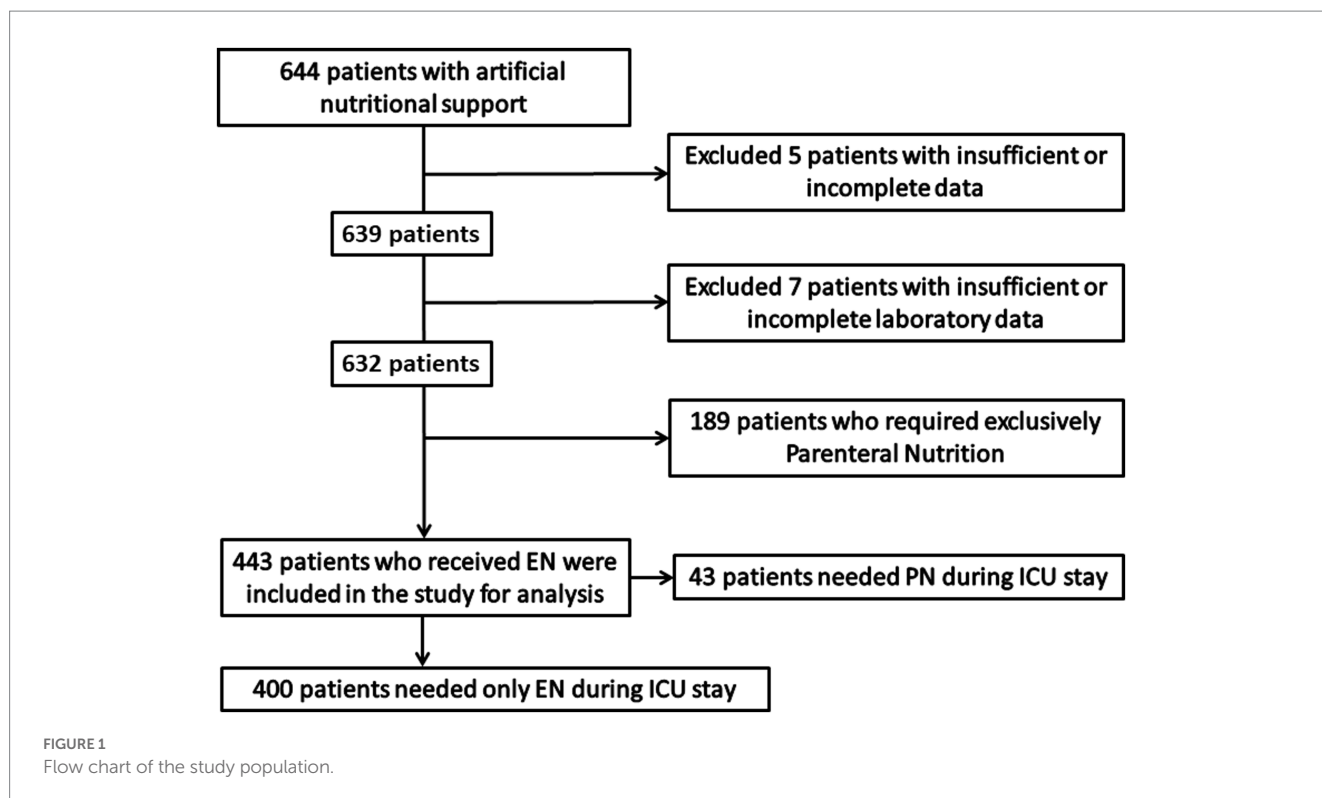 644 patients with artificial
nutritional support
Excluded 5 patients with insufficient or
incomplete data
639 patients
Excluded 7 patients with insufficient or
incomplete laboratory data
632 patients
189 patients who required exclusively
Parenteral Nutrition
443 patients who received EN were
included in the study for analysis
43 patients needed PN during ICU stay
400 patients needed only EN during ICU stay
FIGURE 1
Flow chart of the study population.